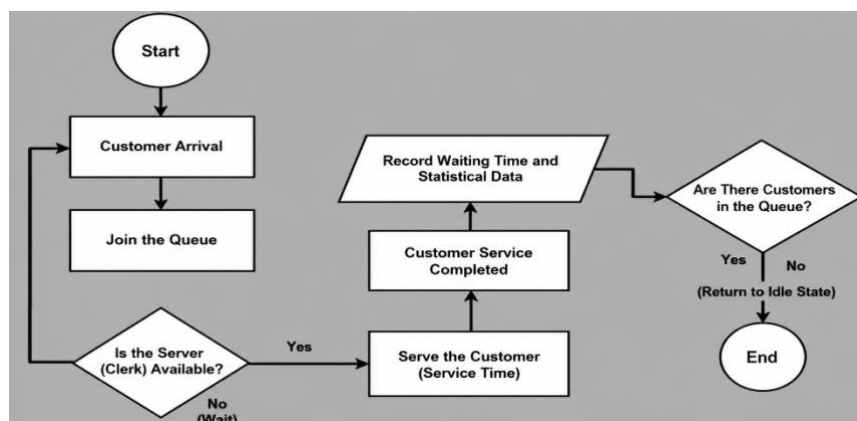 Start
Customer Arrival
Join the Queue
Is the Server
(Clerk) Available?
No
(Wait)
Yes
Serve the Customer
(Service Time)
Customer Service
Completed
Record Waiting Time and
Statistical Data
Are There Customers
in the Queue?
Yes
No
(Return to Idle State)
End